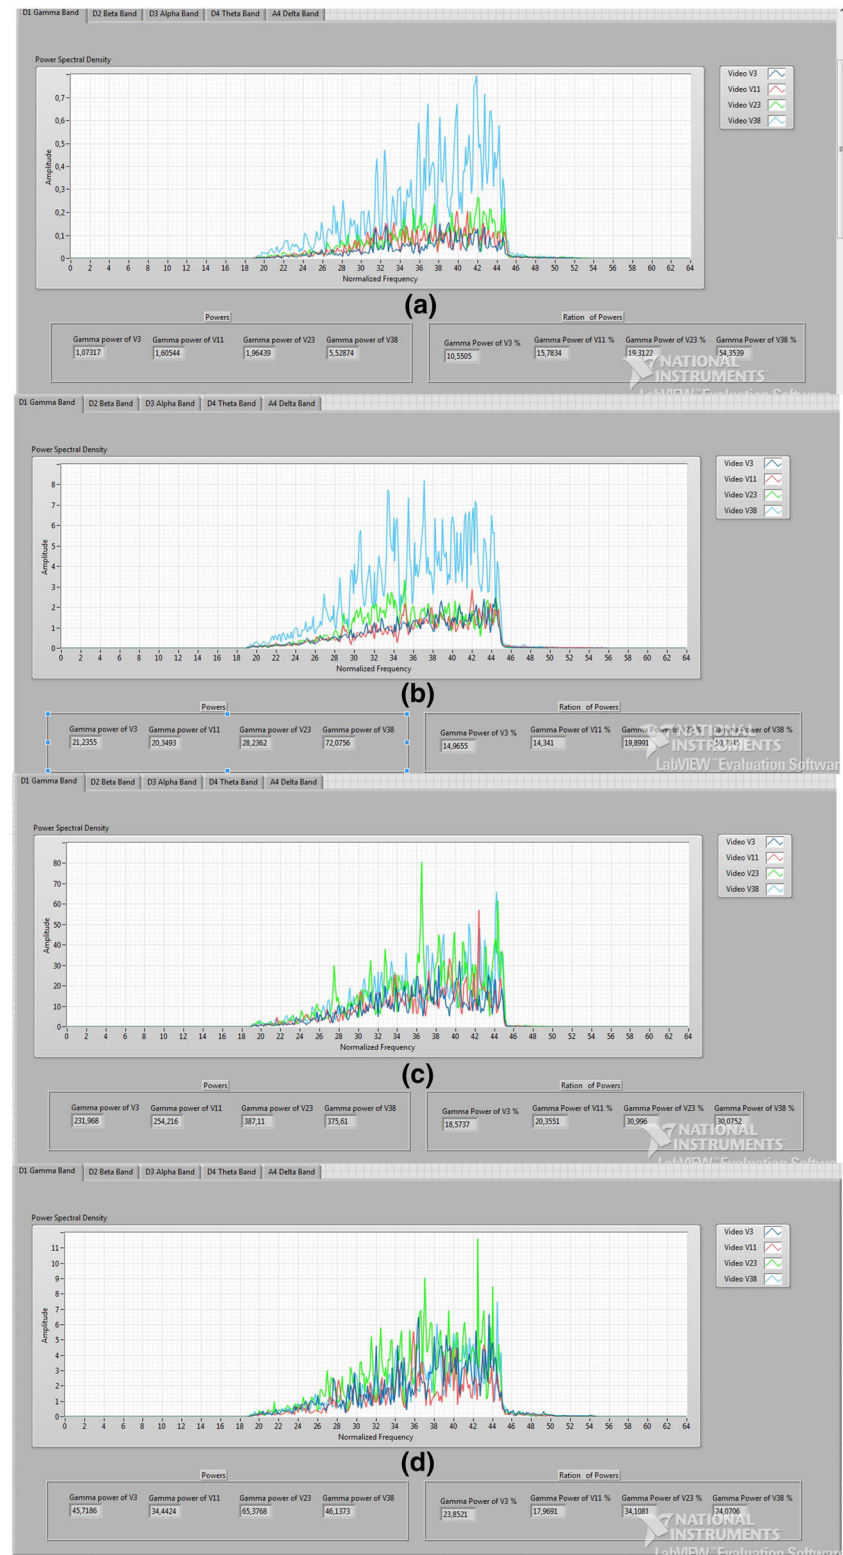 D1 Gamma Band D2 Beta Band D3 Alpha Band D4 Theta Band A4 Delta Band
Power Spectral Density
Video V3
Video V11
Video V23
Video V38
0,7
0,6
0,5
0,4
0,3
0,2
0,1
0
Amplitude
0 2 4 6 8 10 12 14 16 18 20 22 24 26 28 30 32 34 36 38 40 42 44 46 48 50 52 54 56 58 60 62 64
Normalized Frequency
(a)
Powers
Gamma power of V3 Gamma power of V11 Gamma power of V23 Gamma power of V38
1,07317 1,60544 1,96439 5,52874
Ration of Powers
Gamma Power of V3 % Gamma Power of V11 % Gamma Power of V23 % Gamma Power of V38 %
10,5505 15,7834 19,3122 54,3539
NATIONAL
INSTRUMENTS
LabVIEW Evaluation Software
D1 Gamma Band D2 Beta Band D3 Alpha Band D4 Theta Band A4 Delta Band
Power Spectral Density
Video V3
Video V11
Video V23
Video V38
8
7
6
5
4
3
2
1
0
Amplitude
0 2 4 6 8 10 12 14 16 18 20 22 24 26 28 30 32 34 36 38 40 42 44 46 48 50 52 54 56 58 60 62 64
Normalized Frequency
(b)
Powers
Gamma power of V3 Gamma power of V11 Gamma power of V23 Gamma power of V38
21,2355 20,3493 28,2362 72,0756
Ration of Powers
Gamma Power of V3 % Gamma Power of V11 % Gamma Power of V23 % Gamma Power of V38 %
14,9655 14,341 19,8991
NATIONAL
INSTRUMENTS
LabVIEW™ Evaluation Softwar
D1 Gamma Band D2 Beta Band D3 Alpha Band D4 Theta Band A4 Delta Band
Power Spectral Density
Video V3
Video V11
Video V23
Video V38
80
70
60
50
40
30
20
10
0
Amplitude
0 2 4 6 8 10 12 14 16 18 20 22 24 26 28 30 32 34 36 38 40 42 44 46 48 50 52 54 56 58 60 62 64
Normalized Frequency
(c)
Powers
Gamma power of V3 Gamma power of V11 Gamma power of V23 Gamma power of V38
231,968 254,216 387,11 375,61
Ration of Powers
Gamma Power of V3 % Gamma Power of V11 % Gamma Power of V23 % Gamma Power of V38 %
18,5737 20,3551 30,996 30,0752
NATIONAL
INSTRUMENTS
LabVIEW™ Evaluation Softwar
D1 Gamma Band D2 Beta Band D3 Alpha Band D4 Theta Band A4 Delta Band
Power Spectral Density
Video V3
Video V11
Video V23
Video V38
11
10
9
8
7
6
5
4
3
2
1
0
Amplitude
0 2 4 6 8 10 12 14 16 18 20 22 24 26 28 30 32 34 36 38 40 42 44 46 48 50 52 54 56 58 60 62 64
Normalized Frequency
(d)
Powers
Gamma power of V3 Gamma power of V11 Gamma power of V23 Gamma power of V38
45,7186 34,4424 65,3768 46,1373
Ration of Powers
Gamma Power of V3 % Gamma Power of V11 % Gamma Power of V23 % Gamma Power of V38 %
23,8521 17,9691 34,1081 24,0706
NATIONAL
INSTRUMENTS
LabVIEW™ Evaluation Softwar